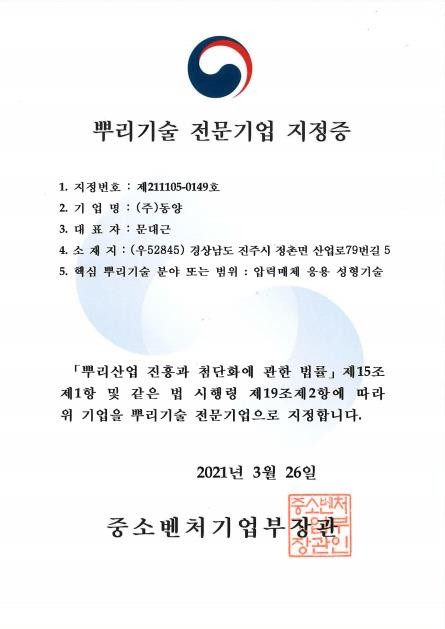 뿌리기술 전문기업 지정증
1. 지정번호 : 제211105-0149호
2. 기 업 명 : (주)동양
3. 대 표 자 : 문대근
4. 소 재 지 : (우52845) 경상남도 진주시 정촌면 산업로79번길 5
5. 핵심 뿌리기술 분야 또는 범위 : 압력매체 응용 성형기술
「뿌리산업 진흥과 첨단화에 관한 법률」제15조
제1항 및 같은 법 시행령 제19조제2항에 따라
위 기업을 뿌리기술 전문기업으로 지정합니다.
2021년 3월 26일
중소벤처기업부장관
중소벤처
기업부
장관인